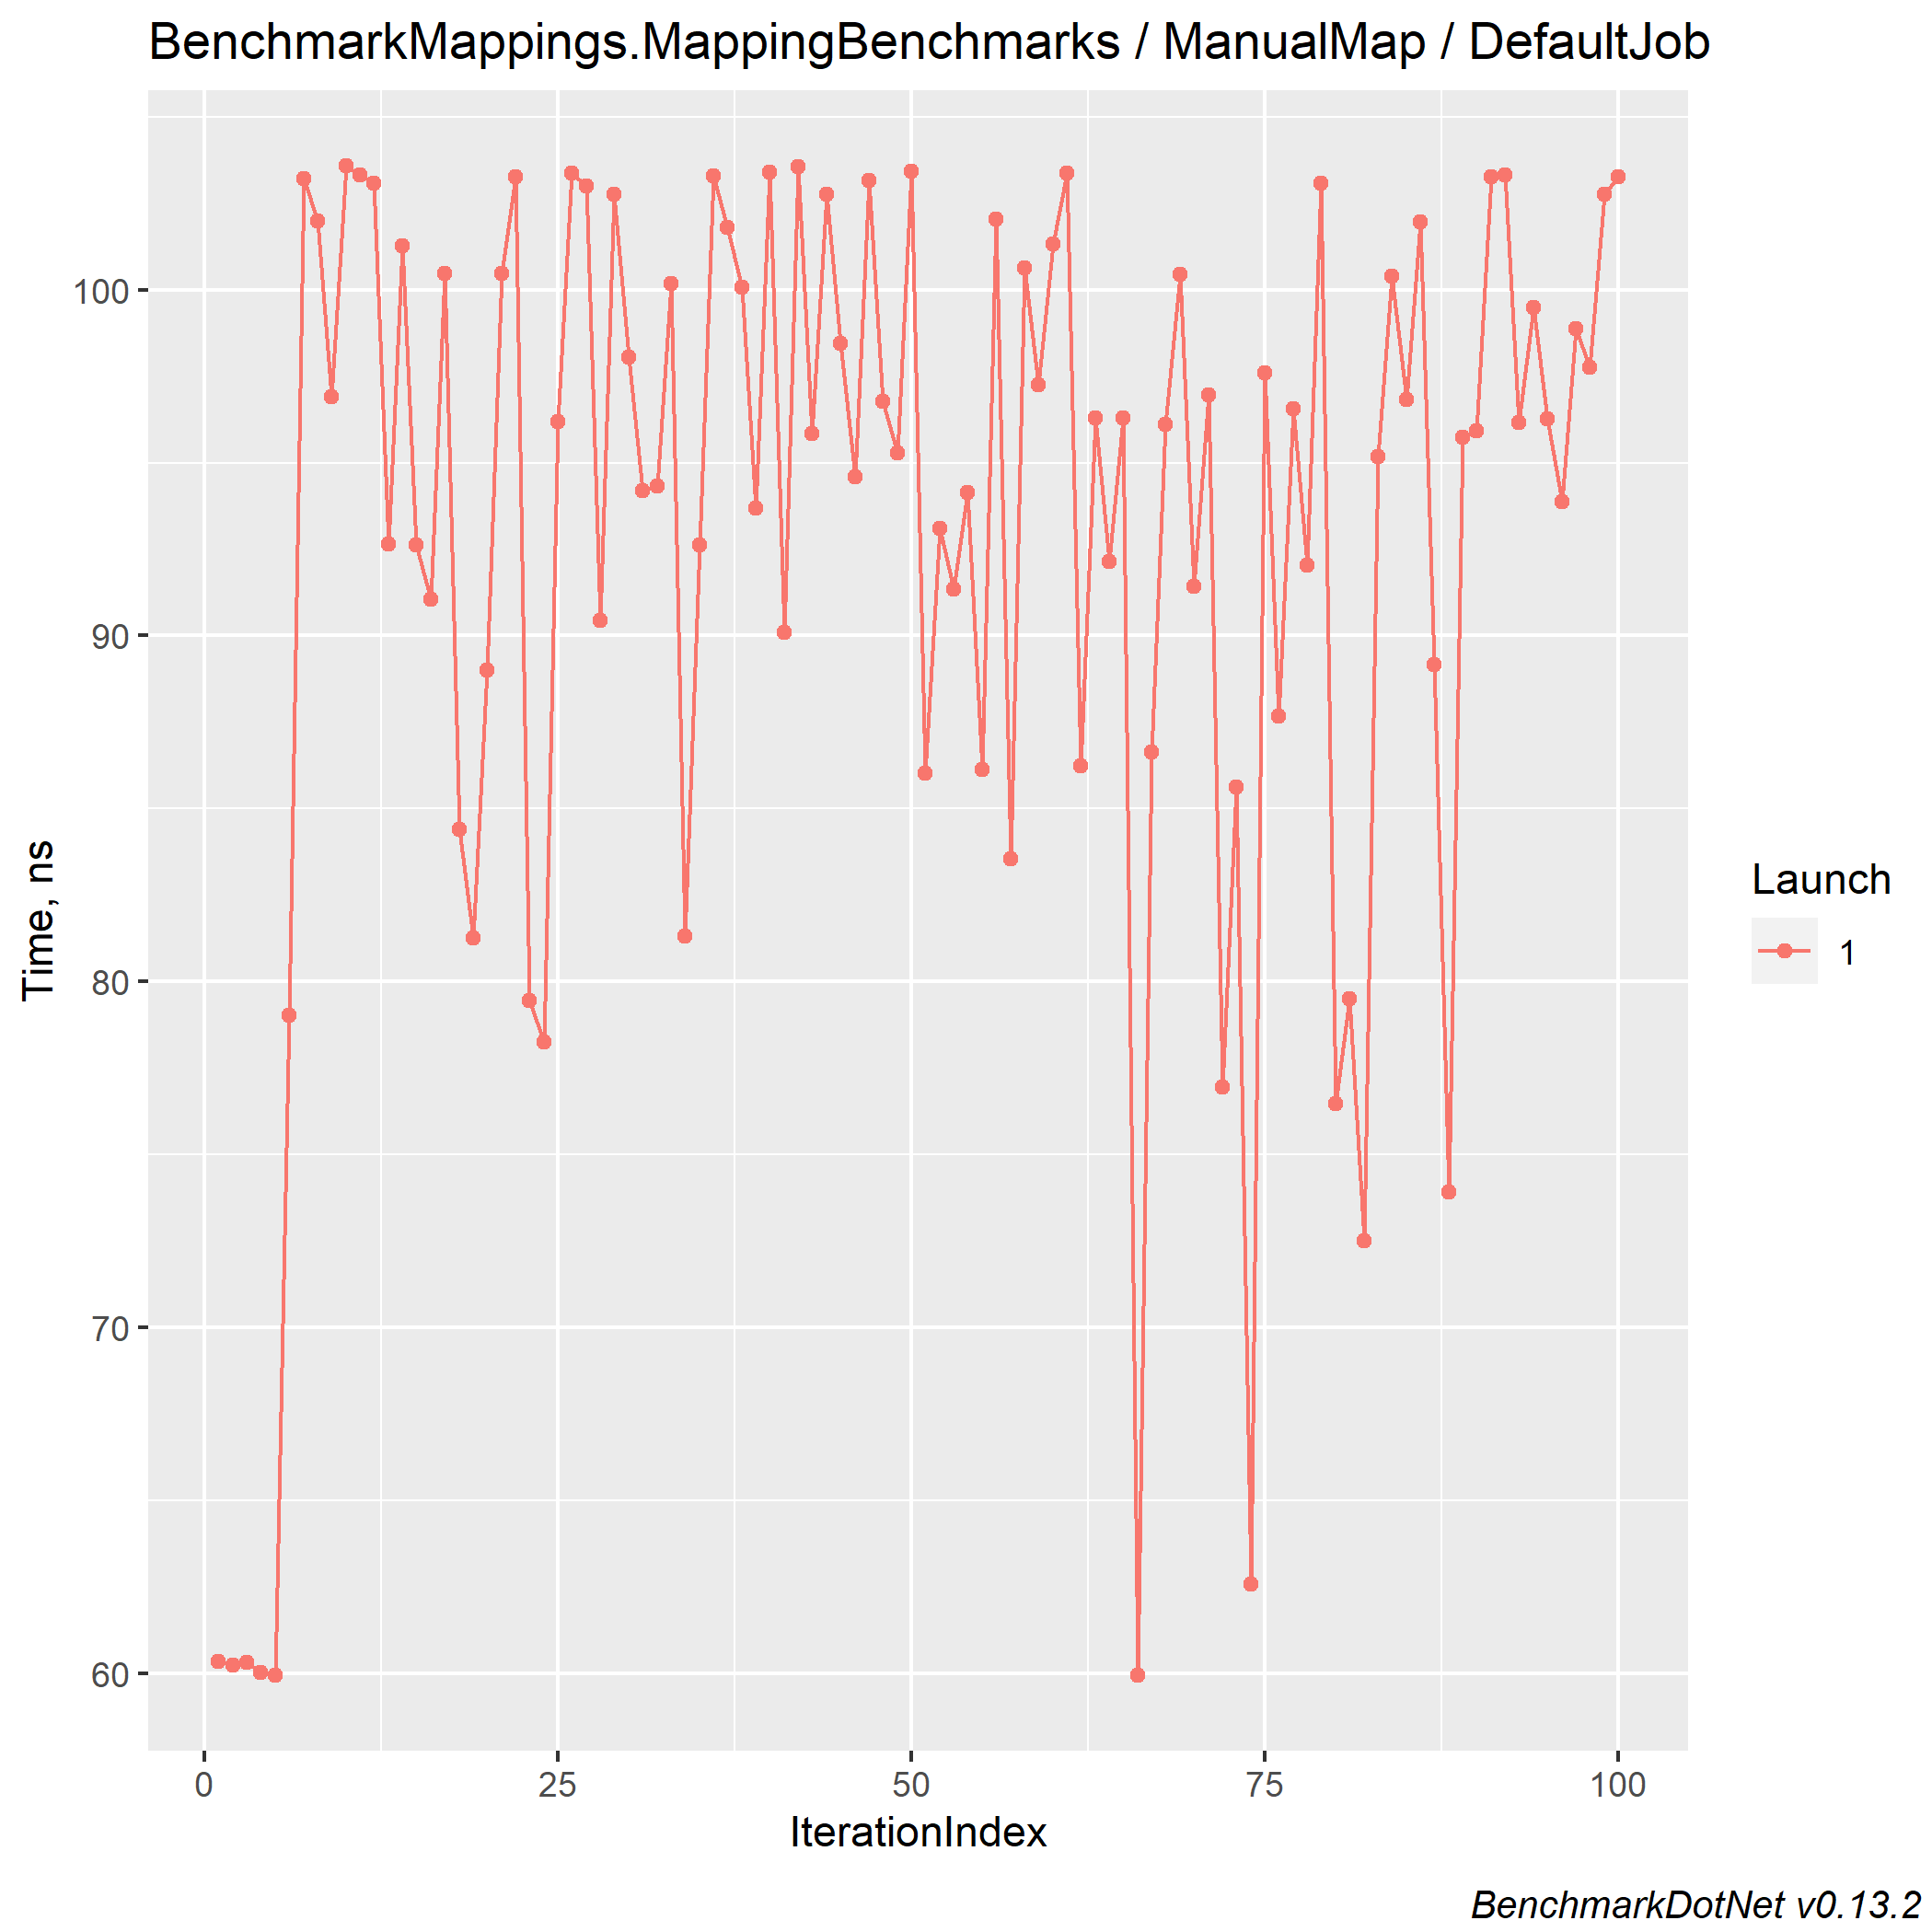 BenchmarkMappings.MappingBenchmarks / ManualMap / DefaultJob
100
90
80
70
60
Time, ns
0 25 50 75 100
IterationIndex
Launch
1
BenchmarkDotNet v0.13.2